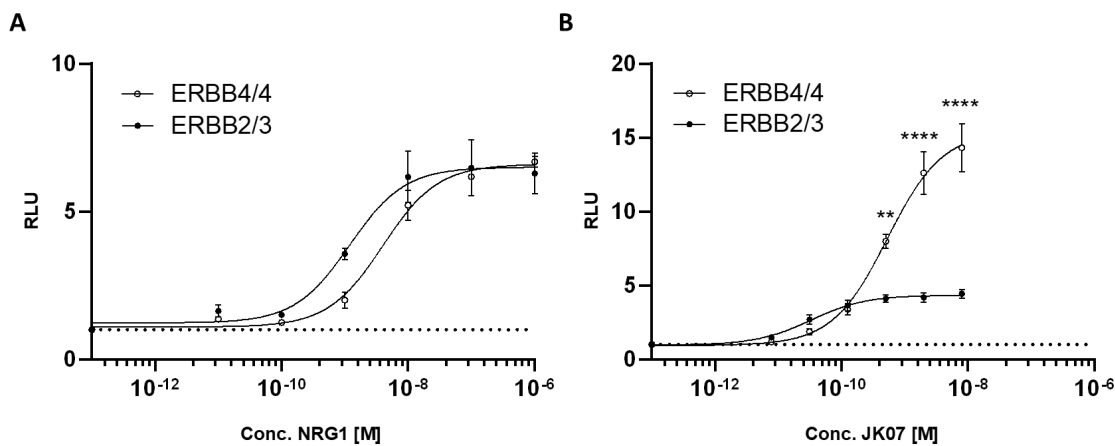 A
B
10
5
0
RLU
ERBB4/4
ERBB2/3
10-12
10-10
10-8
10-6
Conc. NRG1 [M]
20
15
10
5
0
RLU
ERBB4/4
ERBB2/3
**
****
****
10-12
10-10
10-8
10-6
Conc. JK07 [M]